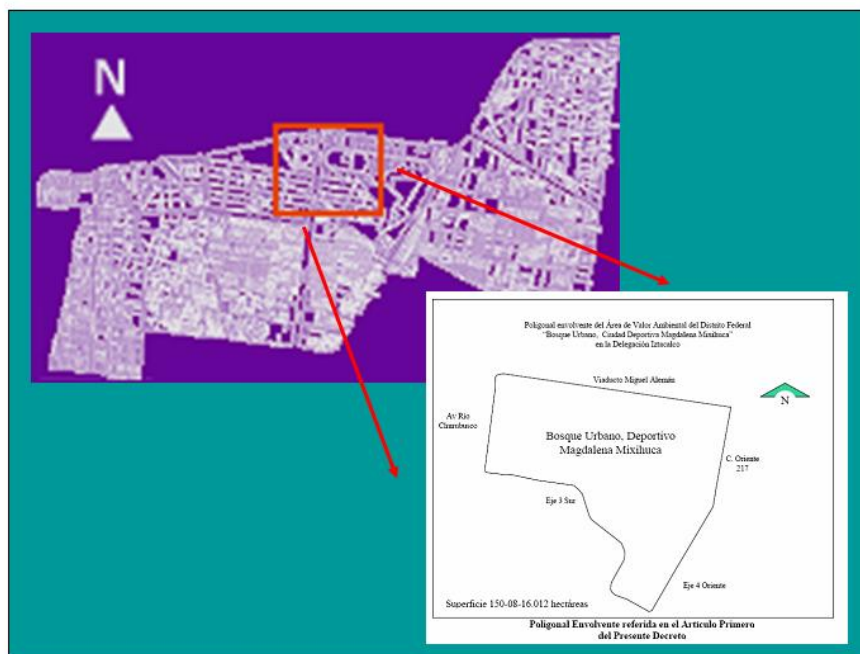 N
Poligonal envolvente del Área de Valor Ambiental del Distrito Federal
"Bosque Urbano, Ciudad Deportiva Magdalena Mixihuca"
en la Delegación Iztacalco
Viaducto Miguel Alemán
N
Av Río
Churubusco
Bosque Urbano, Deportivo
Magdalena Mixihuca
C. Oriente
217
Eje 3 Sur
Eje 4 Oriente
Superficie 150-08-16.012 hectáreas
Poligonal Envolvente referida en el Artículo Primero
del Presente Decreto